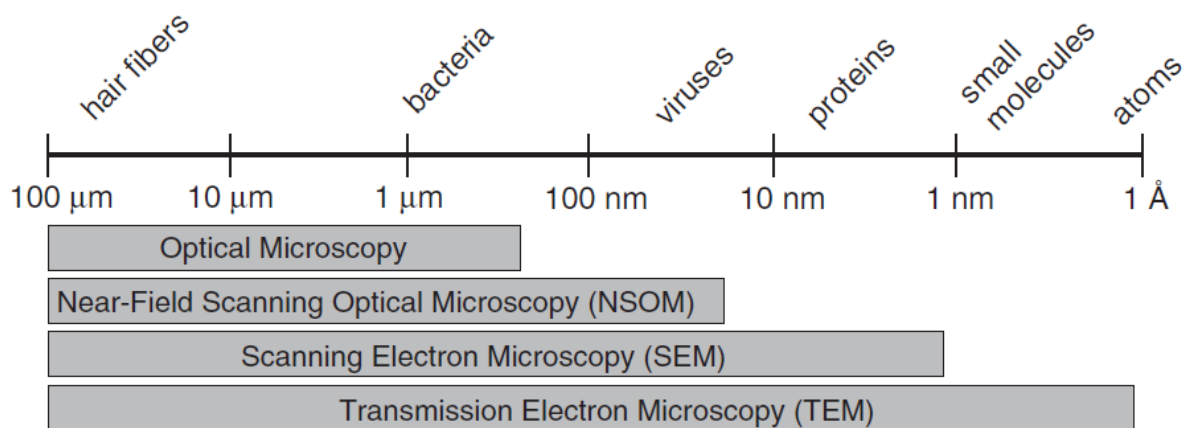 hair fibers
bacteria
viruses
proteins
small
molecules
atoms
100 μm
10 μm
1 μm
100 nm
10 nm
1 nm
1 Å
Optical Microscopy
Near-Field Scanning Optical Microscopy (NSOM)
Scanning Electron Microscopy (SEM)
Transmission Electron Microscopy (TEM)